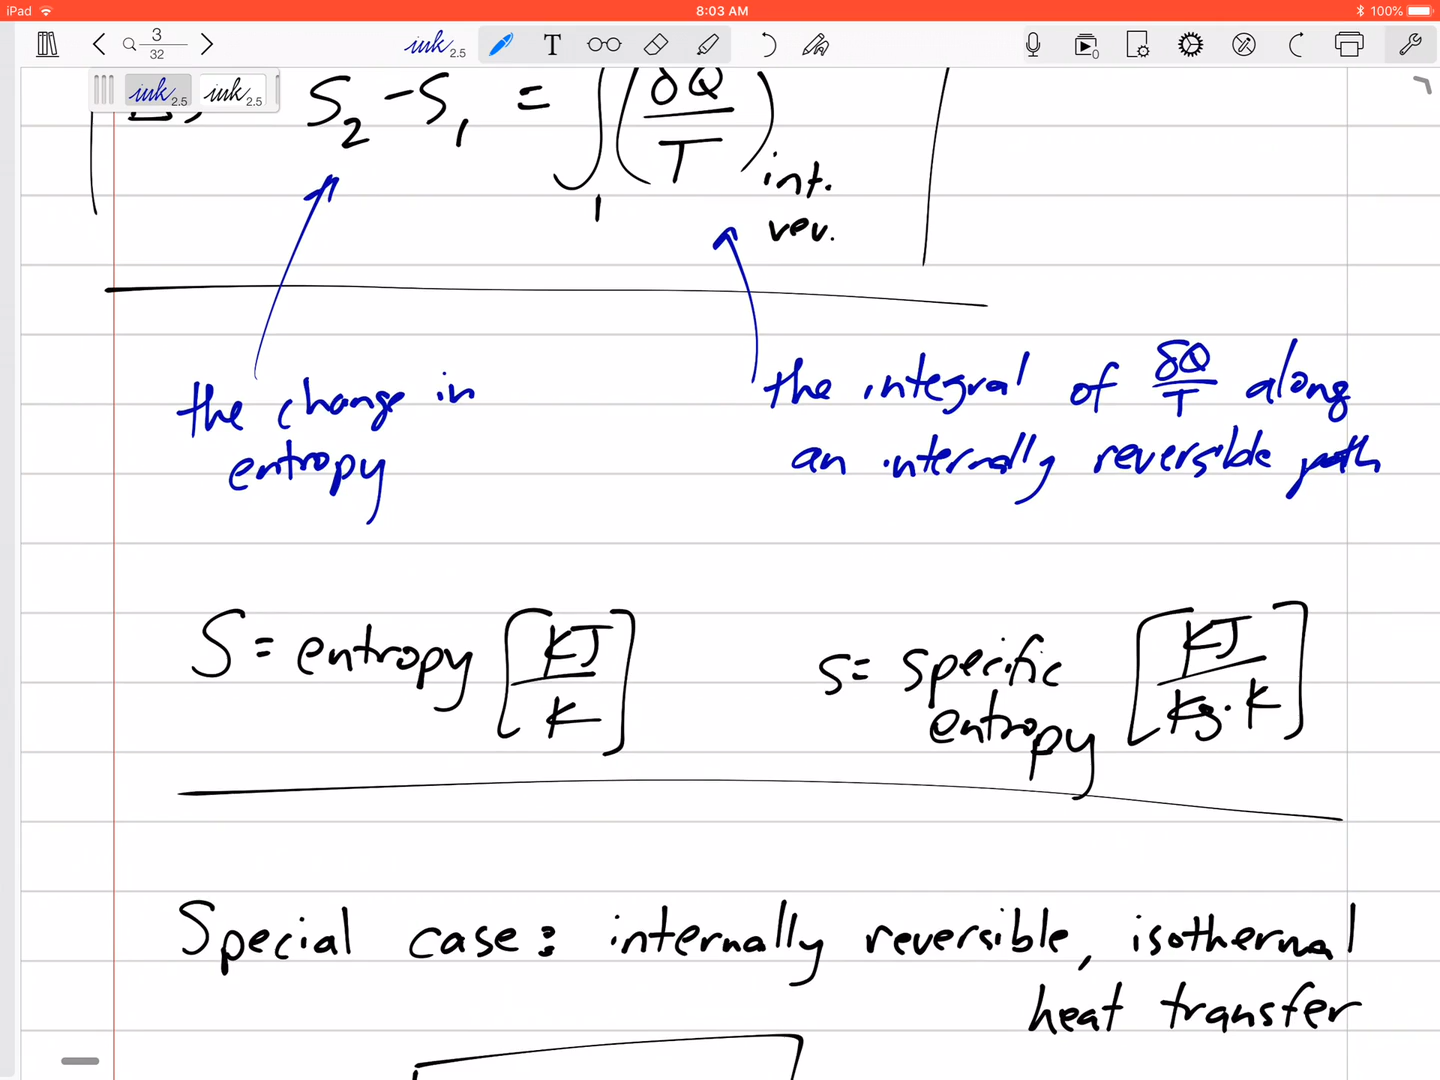 iPad 8:03 AM 100%
3
32
ink 2.5 T 0
ink 2.5 ink 2.5
S₂ - S₁ = ∫₁ (δQ/T) int.
rev.
the change in
entropy
the integral of δQ/T along
an internally reversible path
S = entropy [kJ/K]
s = specific
entropy [kJ/kg·K]
Special case: internally reversible, isothermal
heat transfer